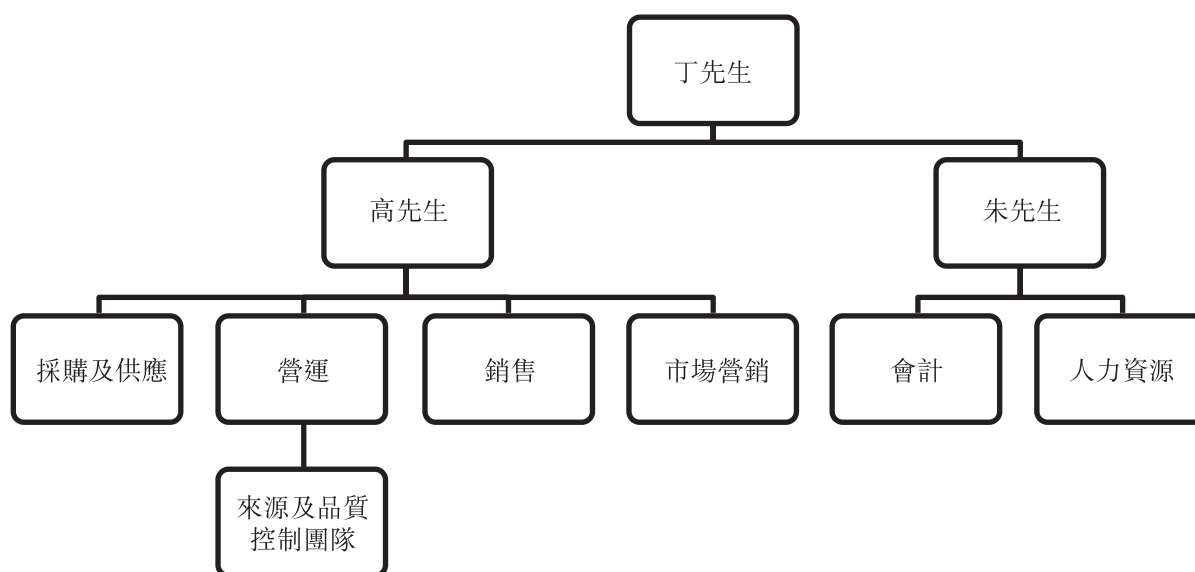 丁先生
高先生
朱先生
採購及供應
營運
銷售
市場營銷
會計
人力資源
來源及品質
控制團隊